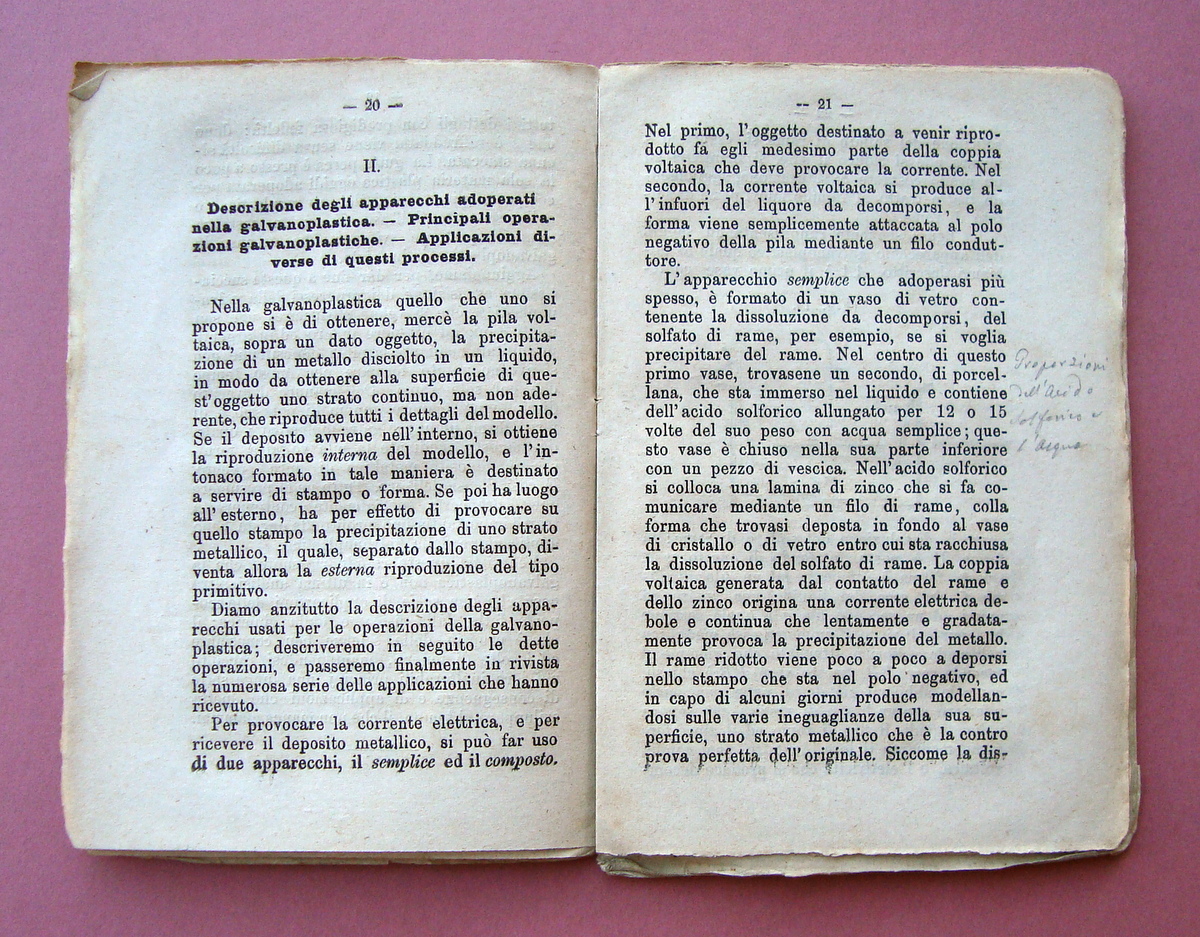 — 20 —
II.
Descrizione degli apparecchi adoperati
nella galvanoplastica. — Principali opera-
zioni galvanoplastiche. — Applicazioni di-
verse di questi processi.
Nella galvanoplastica quello che uno si
propone si è di ottenere, mercè la pila vol-
taica, sopra un dato oggetto, la precipita-
zione di un metallo disciolto in un liquido,
in modo da ottenere alla superficie di que-
st'oggetto uno strato continuo, ma non ade-
rente, che riproduce tutti i dettagli del modello.
Se il deposito avviene nell'interno, si ottiene
la riproduzione interna del modello, e l'in-
tonaco formato in tale maniera è destinato
a servire di stampo o forma. Se poi ha luogo
all'esterno, ha per effetto di provocare su
quello stampo la precipitazione di uno strato
metallico, il quale, separato dallo stampo, di-
venta allora la esterna riproduzione del tipo
primitivo.
Diamo anzitutto la descrizione degli appa-
recchi usati per le operazioni della galvano-
plastica; descriveremo in seguito le dette
operazioni, e passeremo finalmente in rivista
la numerosa serie delle applicazioni che hanno
ricevuto.
Per provocare la corrente elettrica, e per
ricevere il deposito metallico, si può far uso
di due apparecchi, il semplice ed il composto.
-- 21 —
Nel primo, l'oggetto destinato a venir ripro-
dotto fa egli medesimo parte della coppia
voltaica che deve provocare la corrente. Nel
secondo, la corrente voltaica si produce al-
l'infuori del liquore da decomporsi, e la
forma viene semplicemente attaccata al polo
negativo della pila mediante un filo condut-
tore.
L'apparecchio semplice che adoperasi più
spesso, è formato di un vaso di vetro con-
tenente la dissoluzione da decomporsi, del
solfato di rame, per esempio, se si voglia
precipitare del rame. Nel centro di questo
primo vase, trovasene un secondo, di porcel-
lana, che sta immerso nel liquido e contiene
dell'acido solforico allungato per 12 o 15
volte del suo peso con acqua semplice; que-
sto vase è chiuso nella sua parte inferiore
con un pezzo di vescica. Nell'acido solforico
si colloca una lamina di zinco che si fa co-
municare mediante un filo di rame, colla
forma che trovasi deposta in fondo al vase
di cristallo o di vetro entro cui sta racchiusa
la dissoluzione del solfato di rame. La coppia
voltaica generata dal contatto del rame e
dello zinco origina una corrente elettrica de-
bole e continua che lentamente e gradata-
mente provoca la precipitazione del metallo.
Il rame ridotto viene poco a poco a deporsi
nello stampo che sta nel polo negativo, ed
in capo di alcuni giorni produce modellan-
dosi sulle varie ineguaglianze della sua su-
perficie, uno strato metallico che è la contro
prova perfetta dell'originale. Siccome la dis-
Proporzioni
dell'Acido
Solforico e
l'Acqua